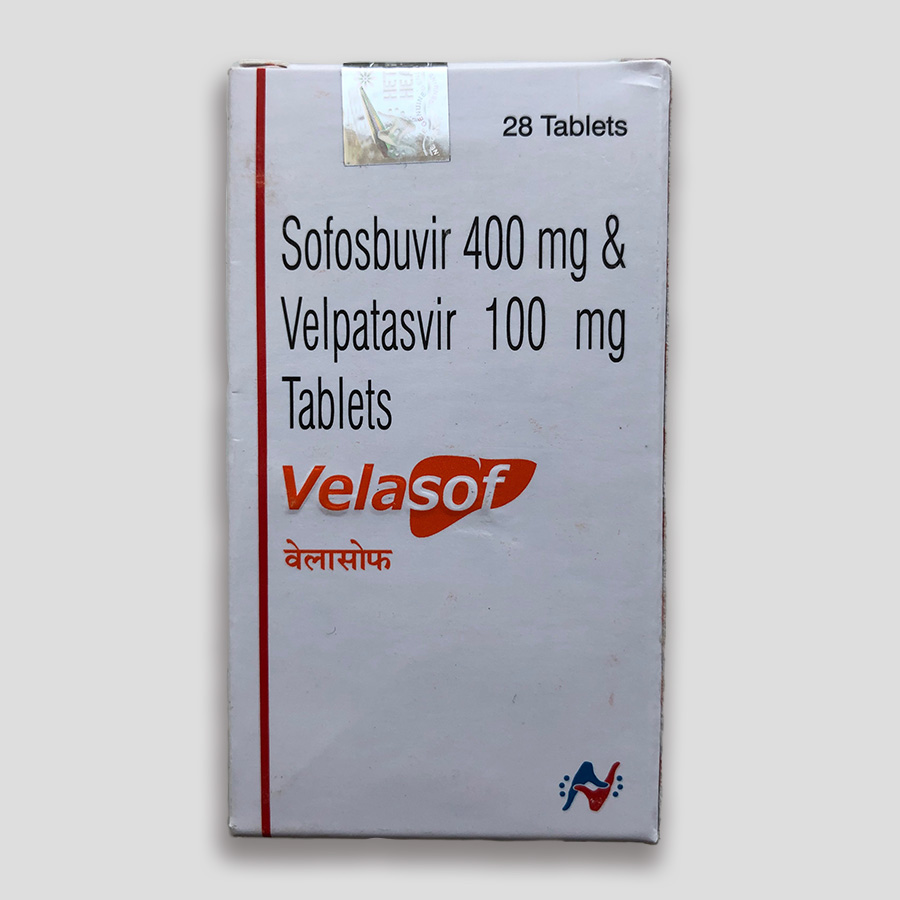 28 Tablets
Sofosbuvir 400 mg &
Velpatasvir 100 mg
Tablets
Velasof
वेलासोफ